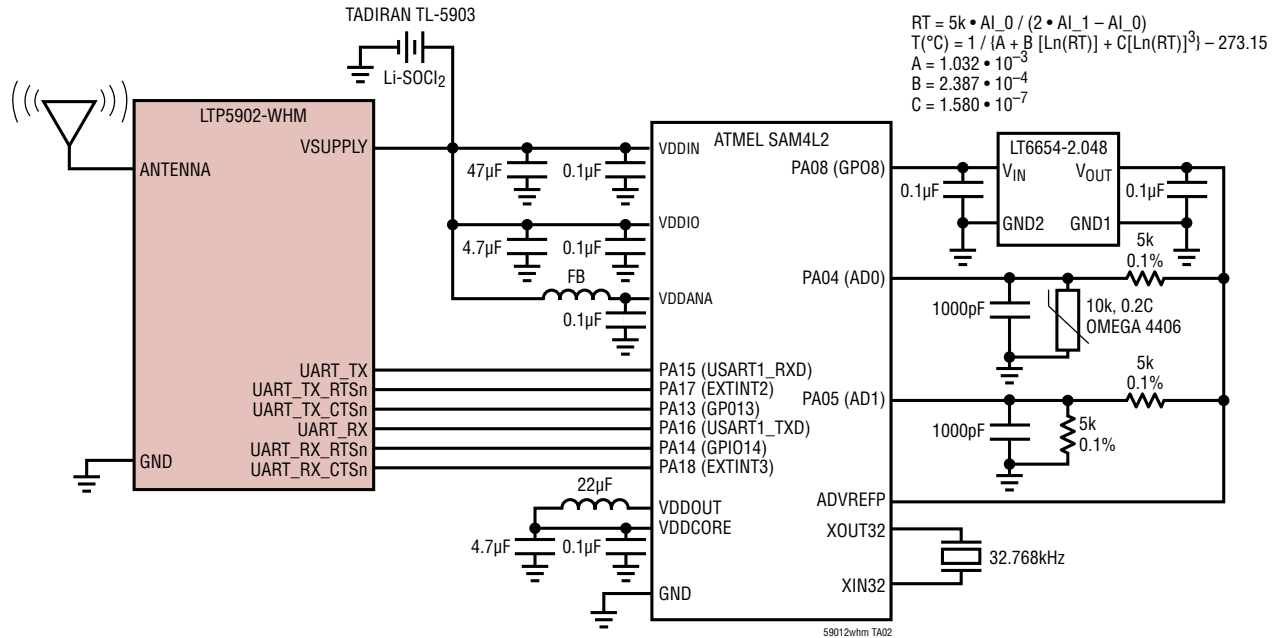 TADIRAN TL-5903
Li-SOCl2
RT = 5k • AI_0 / (2 • AI_1 – AI_0)
T(°C) = 1 / {A + B [Ln(RT)] + C[Ln(RT)]3} – 273.15
A = 1.032 • 10–3
B = 2.387 • 10–4
C = 1.580 • 10–7
LTP5902-WHM
VSUPPLY
ANTENNA
GND
UART_TX
UART_TX_RTSn
UART_TX_CTSn
UART_RX
UART_RX_RTSn
UART_RX_CTSn
47µF
0.1µF
4.7µF
0.1µF
FB
0.1µF
22µF
4.7µF
0.1µF
ATMEL SAM4L2
VDDIN
VDDIO
VDDANA
PA15 (USART1_RXD)
PA17 (EXTINT2)
PA13 (GPO13)
PA16 (USART1_TXD)
PA14 (GPIO14)
PA18 (EXTINT3)
VDDOUT
VDDCORE
GND
PA08 (GPO8)
PA04 (AD0)
PA05 (AD1)
ADVREFP
XOUT32
XIN32
LT6654-2.048
VIN
VOUT
GND2
GND1
0.1µF
0.1µF
5k
0.1%
1000pF
10k, 0.2C
OMEGA 4406
5k
0.1%
1000pF
5k
0.1%
32.768kHz
59012whm TA02